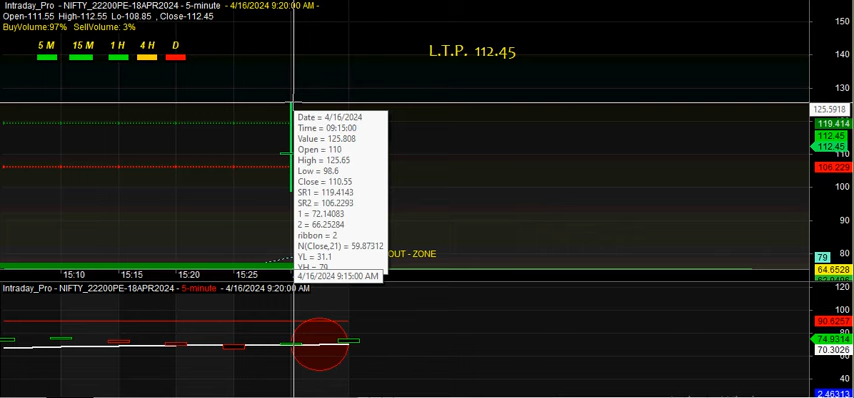 Intraday_Pro - NIFTY_22200PE-18APR2024 - 5-minute - 4/16/2024 9:20:00 AM -
Open-111.55 High-112.55 Lo-108.85 , Close-112.45
BuyVolume:97% SellVolume: 3%
5 M 15 M 1 H 4 H D
L.T.P. 112.45
150
140
130
125.5918
119.414
112.45
112.45
110
106.229
100
90
80
79
64.6528
Date = 4/16/2024
Time = 09:15:00
Value = 125.808
Open = 110
High = 125.65
Low = 98.6
Close = 110.55
SR1 = 119.4143
SR2 = 106.2293
1 = 72.14083
2 = 66.25284
ribbon = 2
N(Close,21) = 59.87312
YL = 31.1
YH = 79
OUT - ZONE
15:10 15:20 15:25
4/16/2024 9:15:00 AM
Intraday_Pro - NIFTY_22200PE-18APR2024 - 5-minute - 4/16/2024 9:20:00 AM
120
100
90.6257
80
74.9314
70.3026
60
40
2.46313